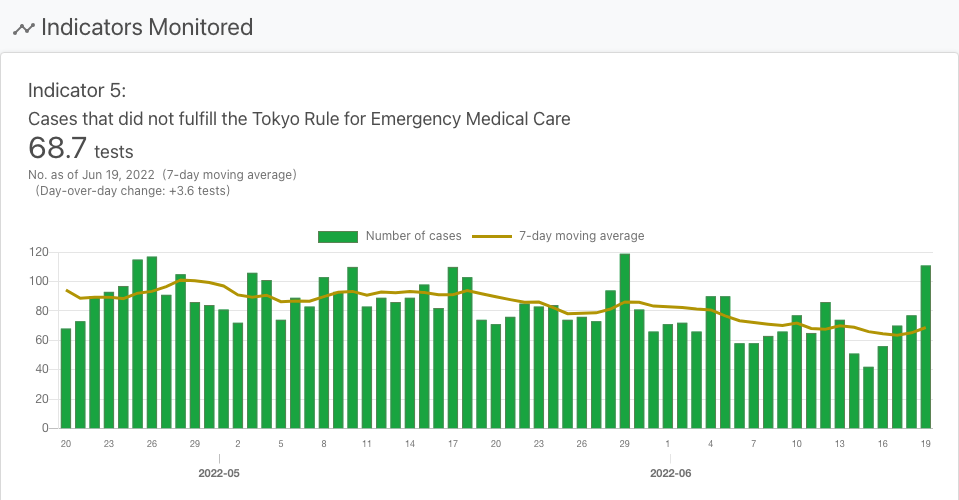 Indicators Monitored
Indicator 5:
Cases that did not fulfill the Tokyo Rule for Emergency Medical Care
68.7 tests
No. as of Jun 19, 2022 (7-day moving average)
(Day-over-day change: +3.6 tests)
Number of cases 7-day moving average
120
100
80
60
40
20
0
20 23 26 29 2 5 8 11 14 17 20 23 26 29 1 4 7 10 13 16 19
2022-05 2022-06